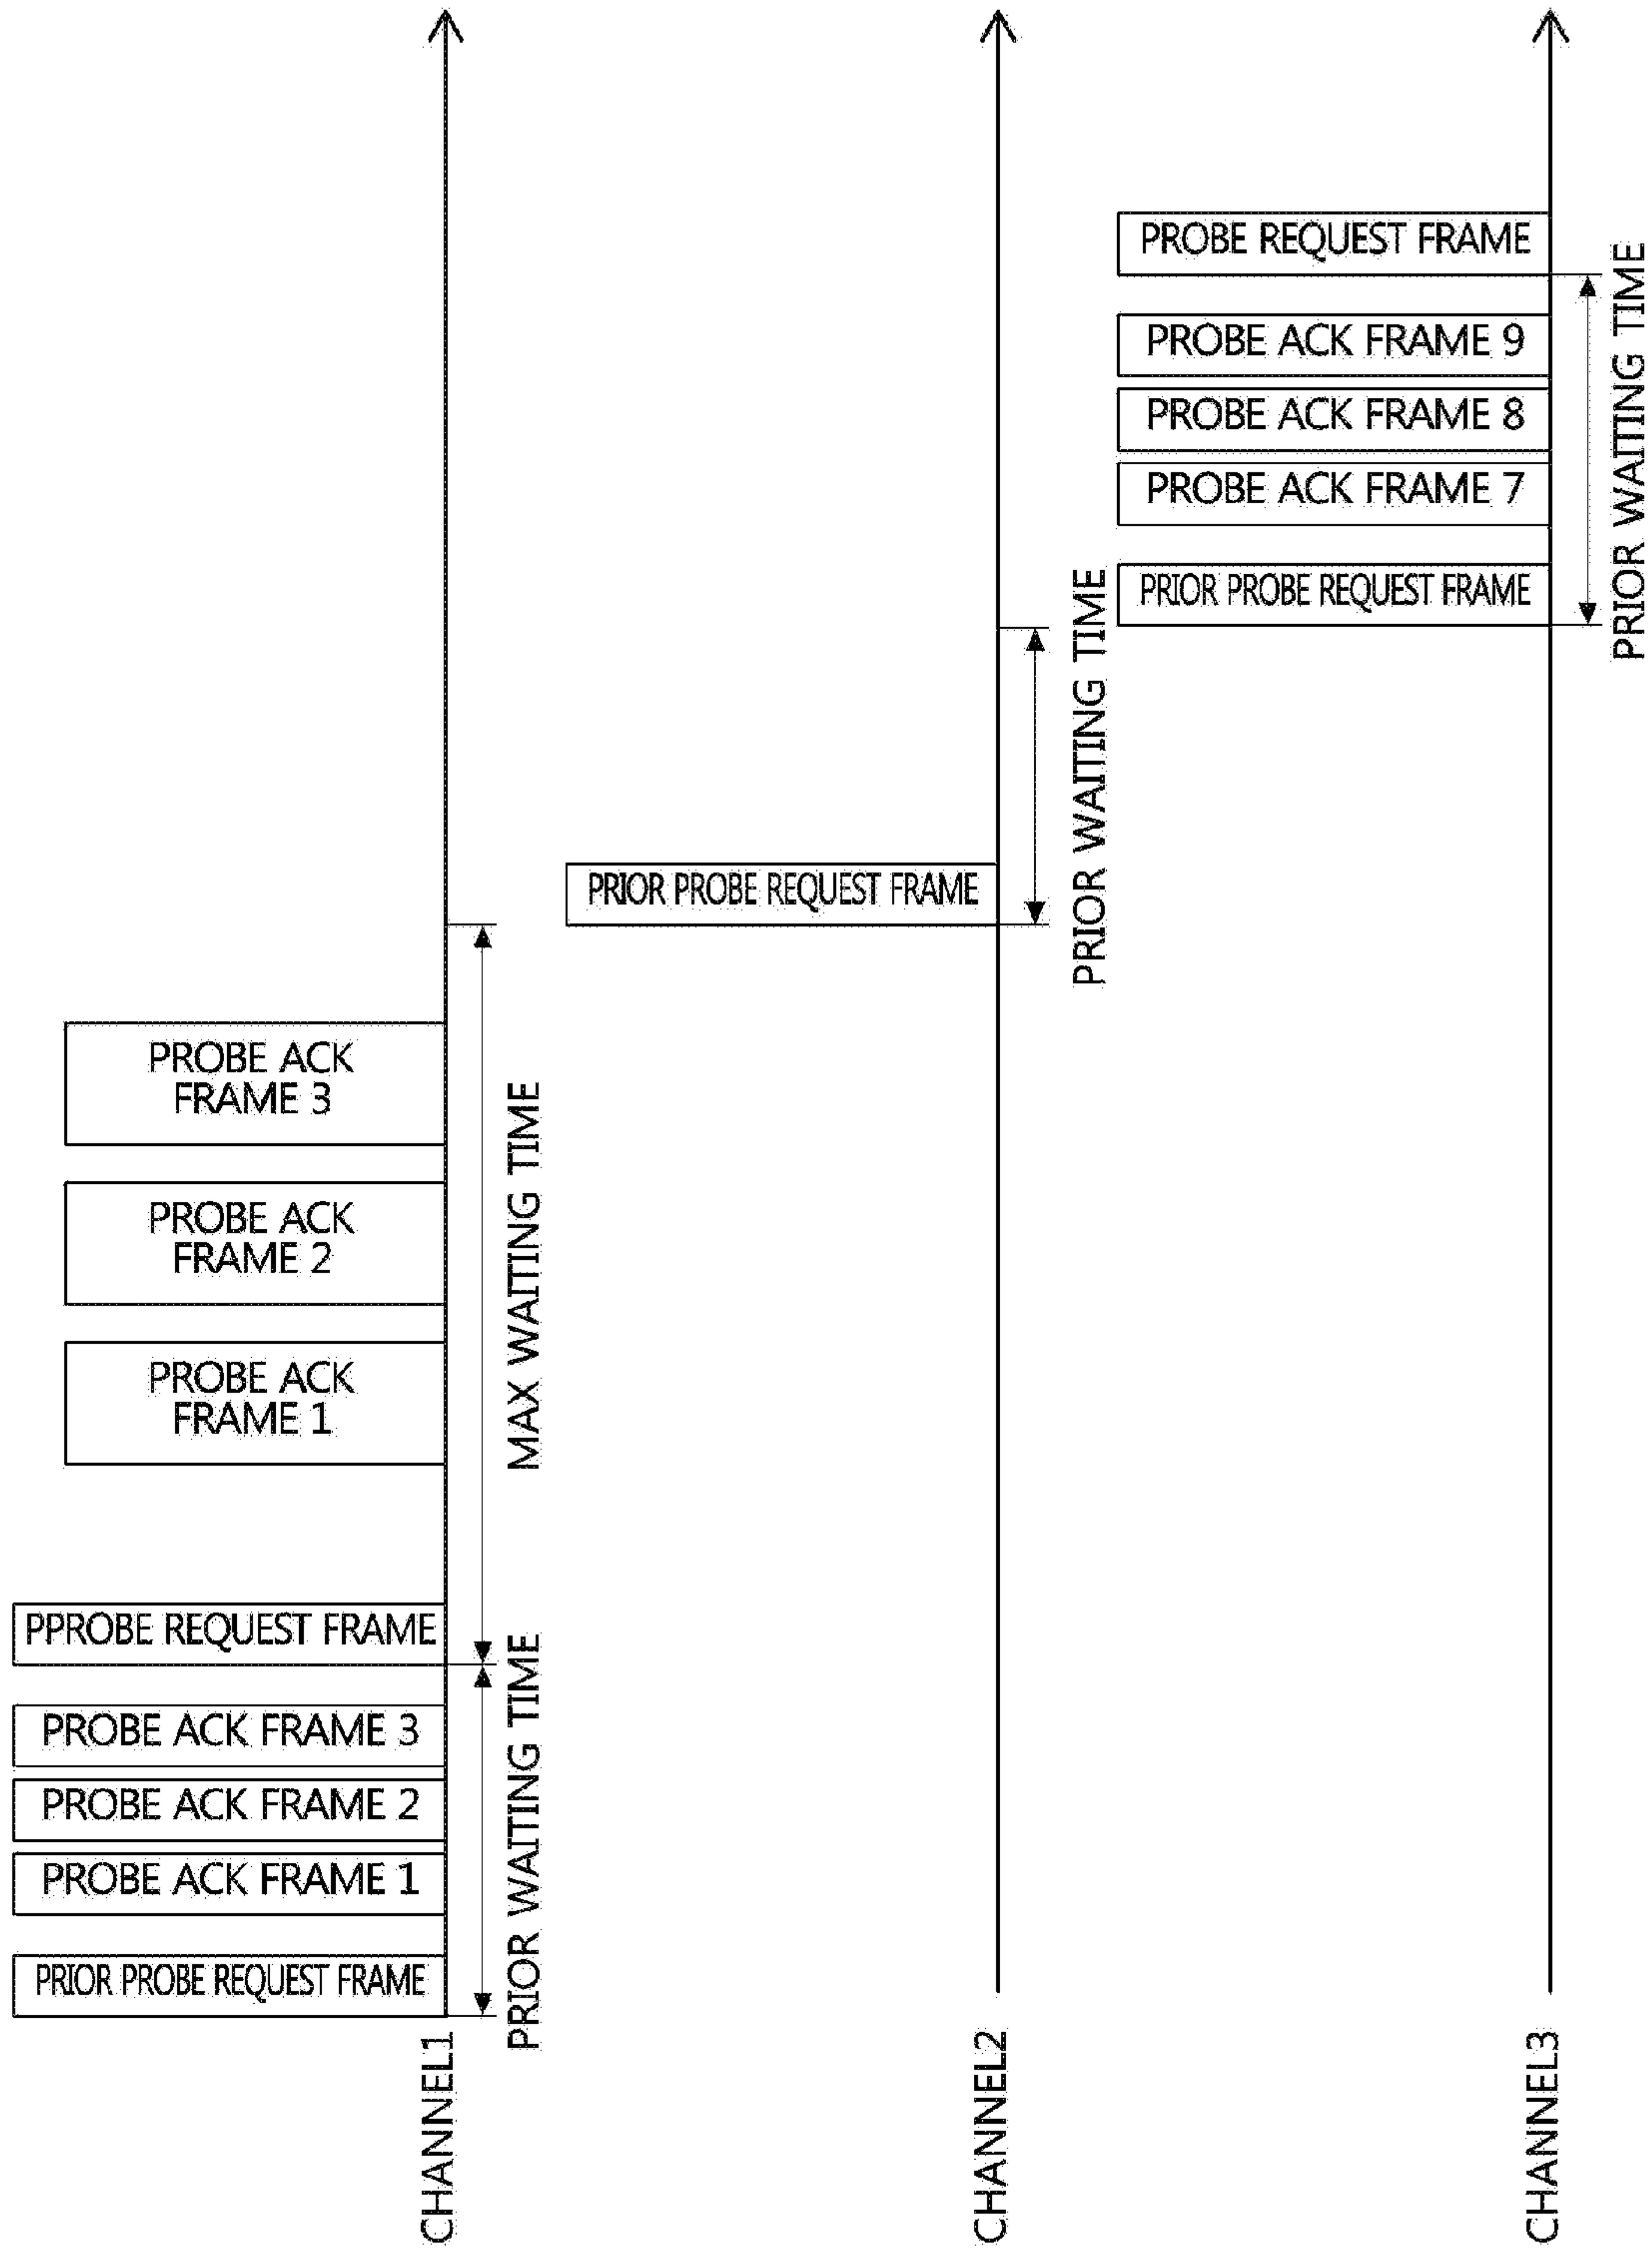 PRIOR PROBE REQUEST FRAME
PROBE ACK FRAME 1
PROBE ACK FRAME 2
PROBE ACK FRAME 3
PPROBE REQUEST FRAME
PROBE ACK
FRAME 1
PROBE ACK
FRAME 2
PROBE ACK
FRAME 3
CHANNEL1
PRIOR WAITING TIME
MAX WAITING TIME
PRIOR PROBE REQUEST FRAME
CHANNEL2
PRIOR WAITING TIME
PRIOR PROBE REQUEST FRAME
PROBE ACK FRAME 7
PROBE ACK FRAME 8
PROBE ACK FRAME 9
PROBE REQUEST FRAME
CHANNEL3
PRIOR WAITING TIME